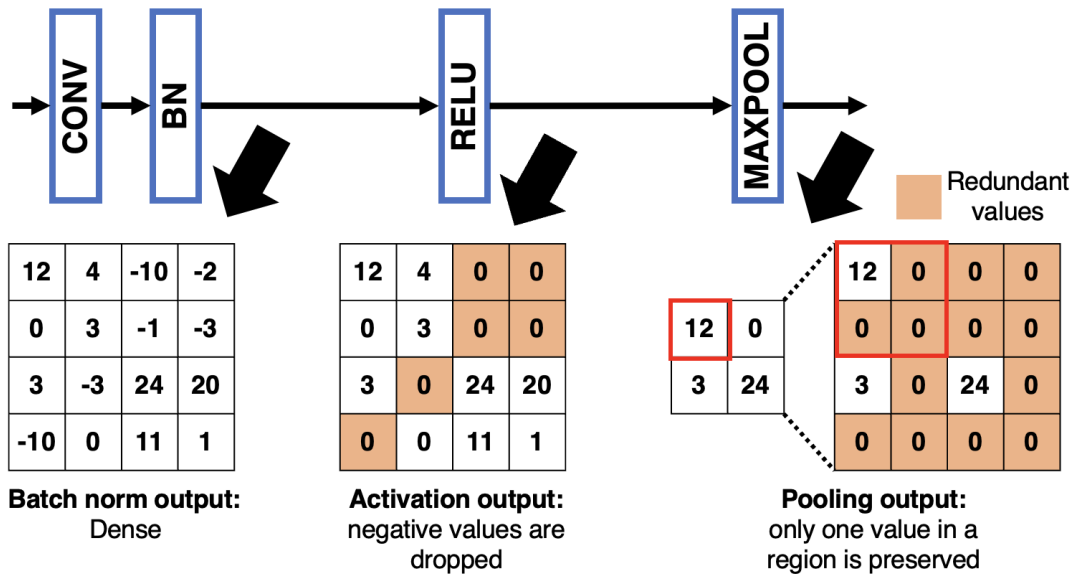 CONV
BN
RELU
MAXPOOL
Redundant
values
12 4 -10 -2
0 3 -1 -3
3 -3 24 20
-10 0 11 1
12 4 0 0
0 3 0 0
3 0 24 20
0 0 11 1
12 0
3 24
12 0 0 0
0 0 0 0
3 0 24 0
0 0 0 0
Batch norm output:
Dense
Activation output:
negative values are
dropped
Pooling output:
only one value in a
region is preserved